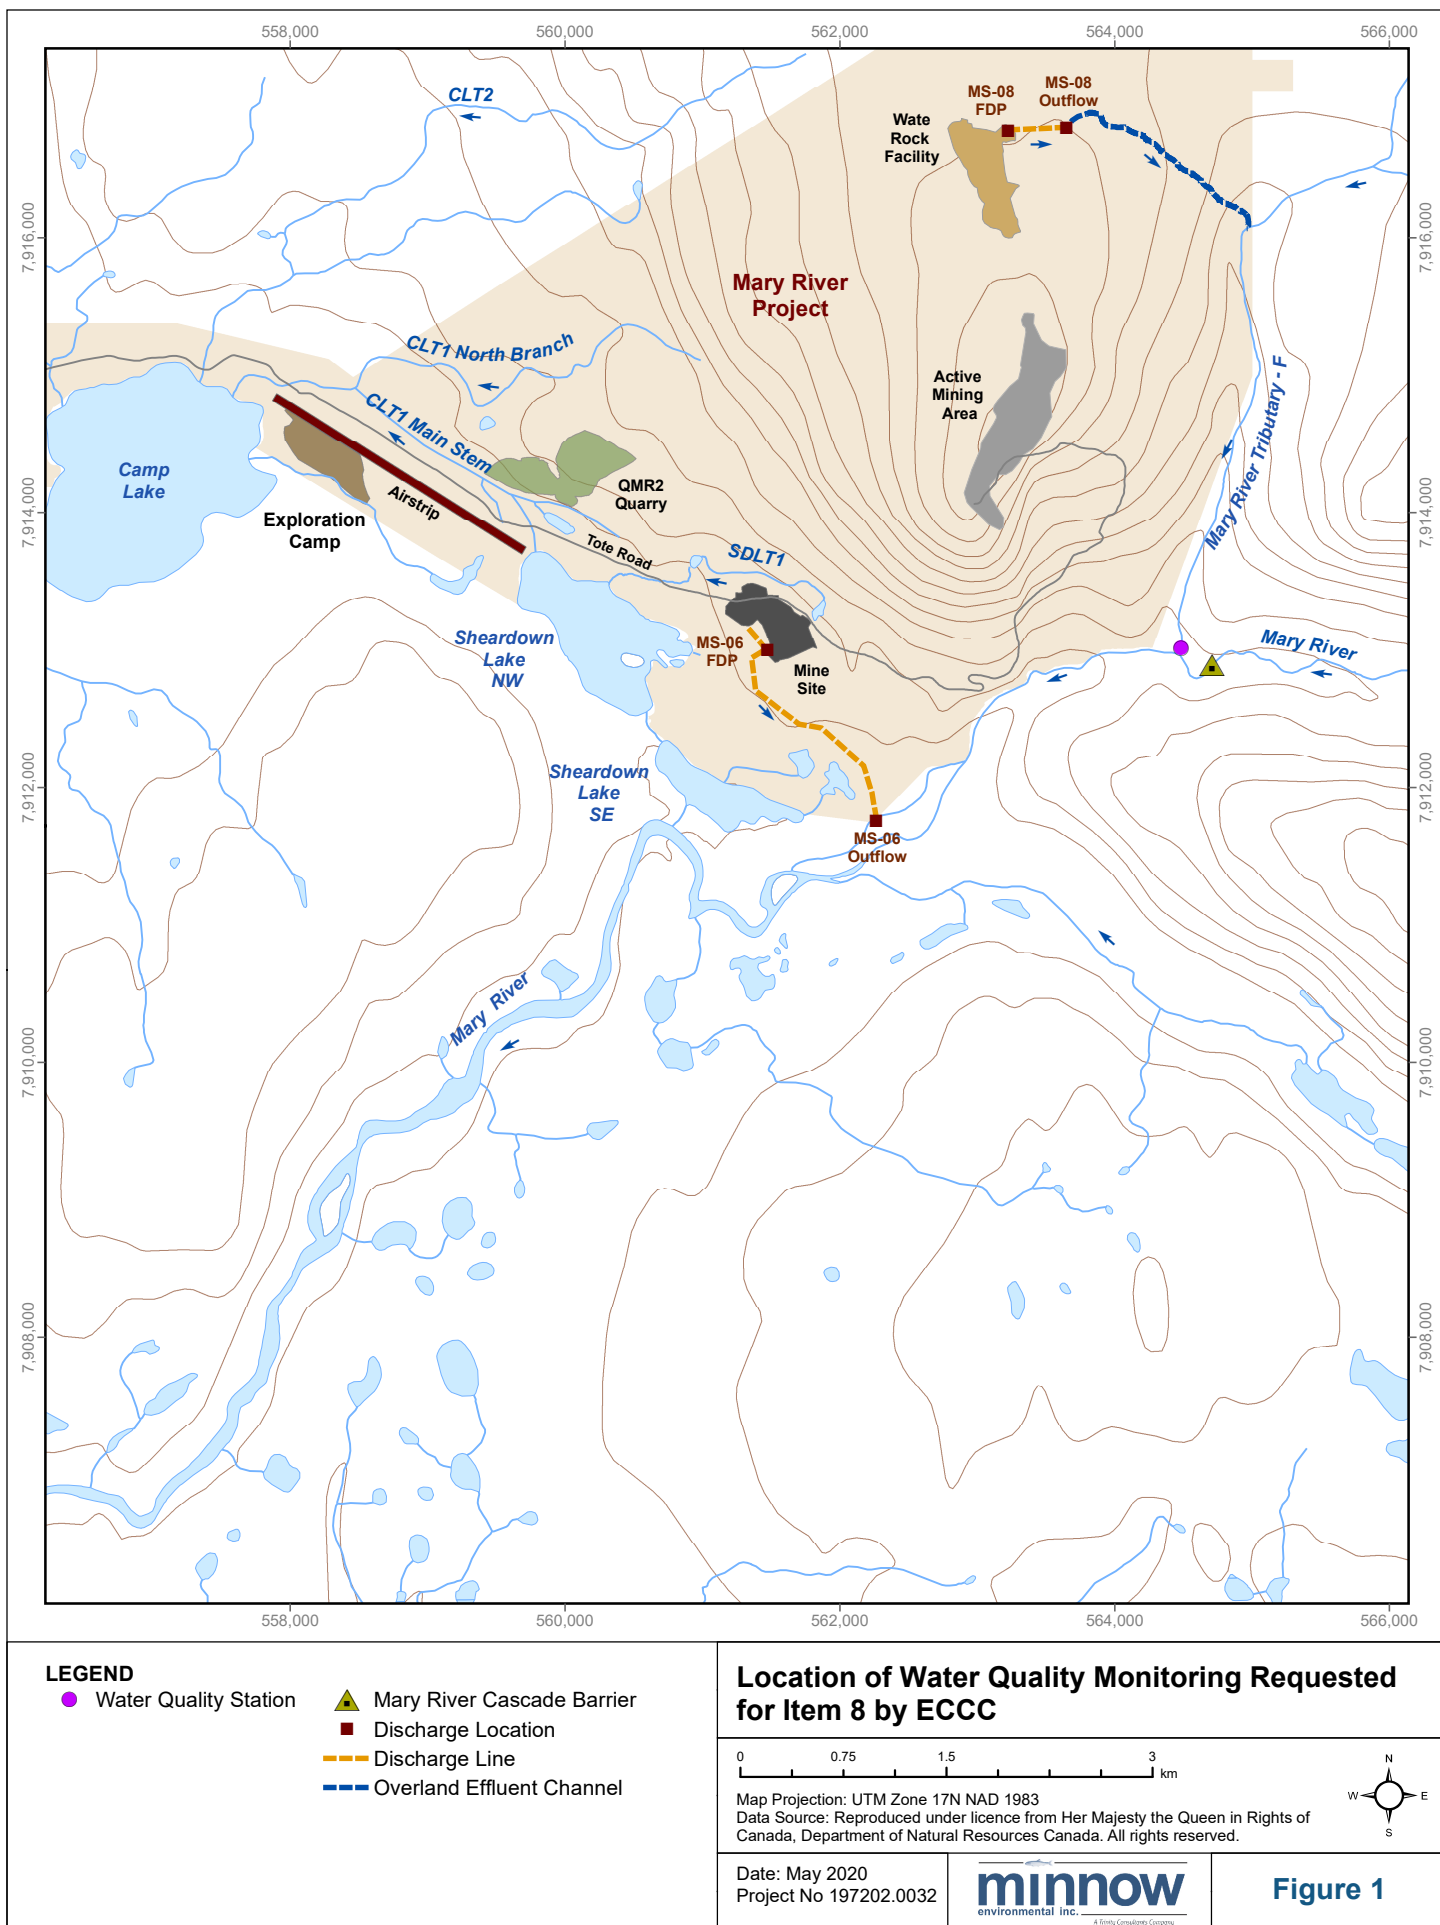 558,000
560,000
562,000
564,000
566,000
CLT2
MS-08
FDP
MS-08
Outflow
Wate
Rock
Facility
7,916,000
7,916,000
Mary River
Project
CLT1 North Branch
Active
Mining
Area
Mary River Tributary - F
CLT1 Main Stem
Camp
Lake
QMR2
Quarry
Airstrip
7,914,000
7,914,000
Exploration
Camp
Tote Road
SDLT1
Sheardown
Lake
NW
MS-06
FDP
Mine
Site
Mary River
Sheardown
Lake
SE
7,912,000
7,912,000
MS-06
Outflow
Mary River
7,910,000
7,910,000
7,908,000
7,908,000
558,000
560,000
562,000
564,000
566,000
LEGEND
Water Quality Station
Mary River Cascade Barrier
Discharge Location
Discharge Line
Overland Effluent Channel
Location of Water Quality Monitoring Requested
for Item 8 by ECCC
0 0.75 1.5 3
km
N
W E
S
Map Projection: UTM Zone 17N NAD 1983
Data Source: Reproduced under licence from Her Majesty the Queen in Rights of
Canada, Department of Natural Resources Canada. All rights reserved.
Date: May 2020
Project No 197202.0032
minnow
environmental inc.
A Trinity Consultants Company
Figure 1